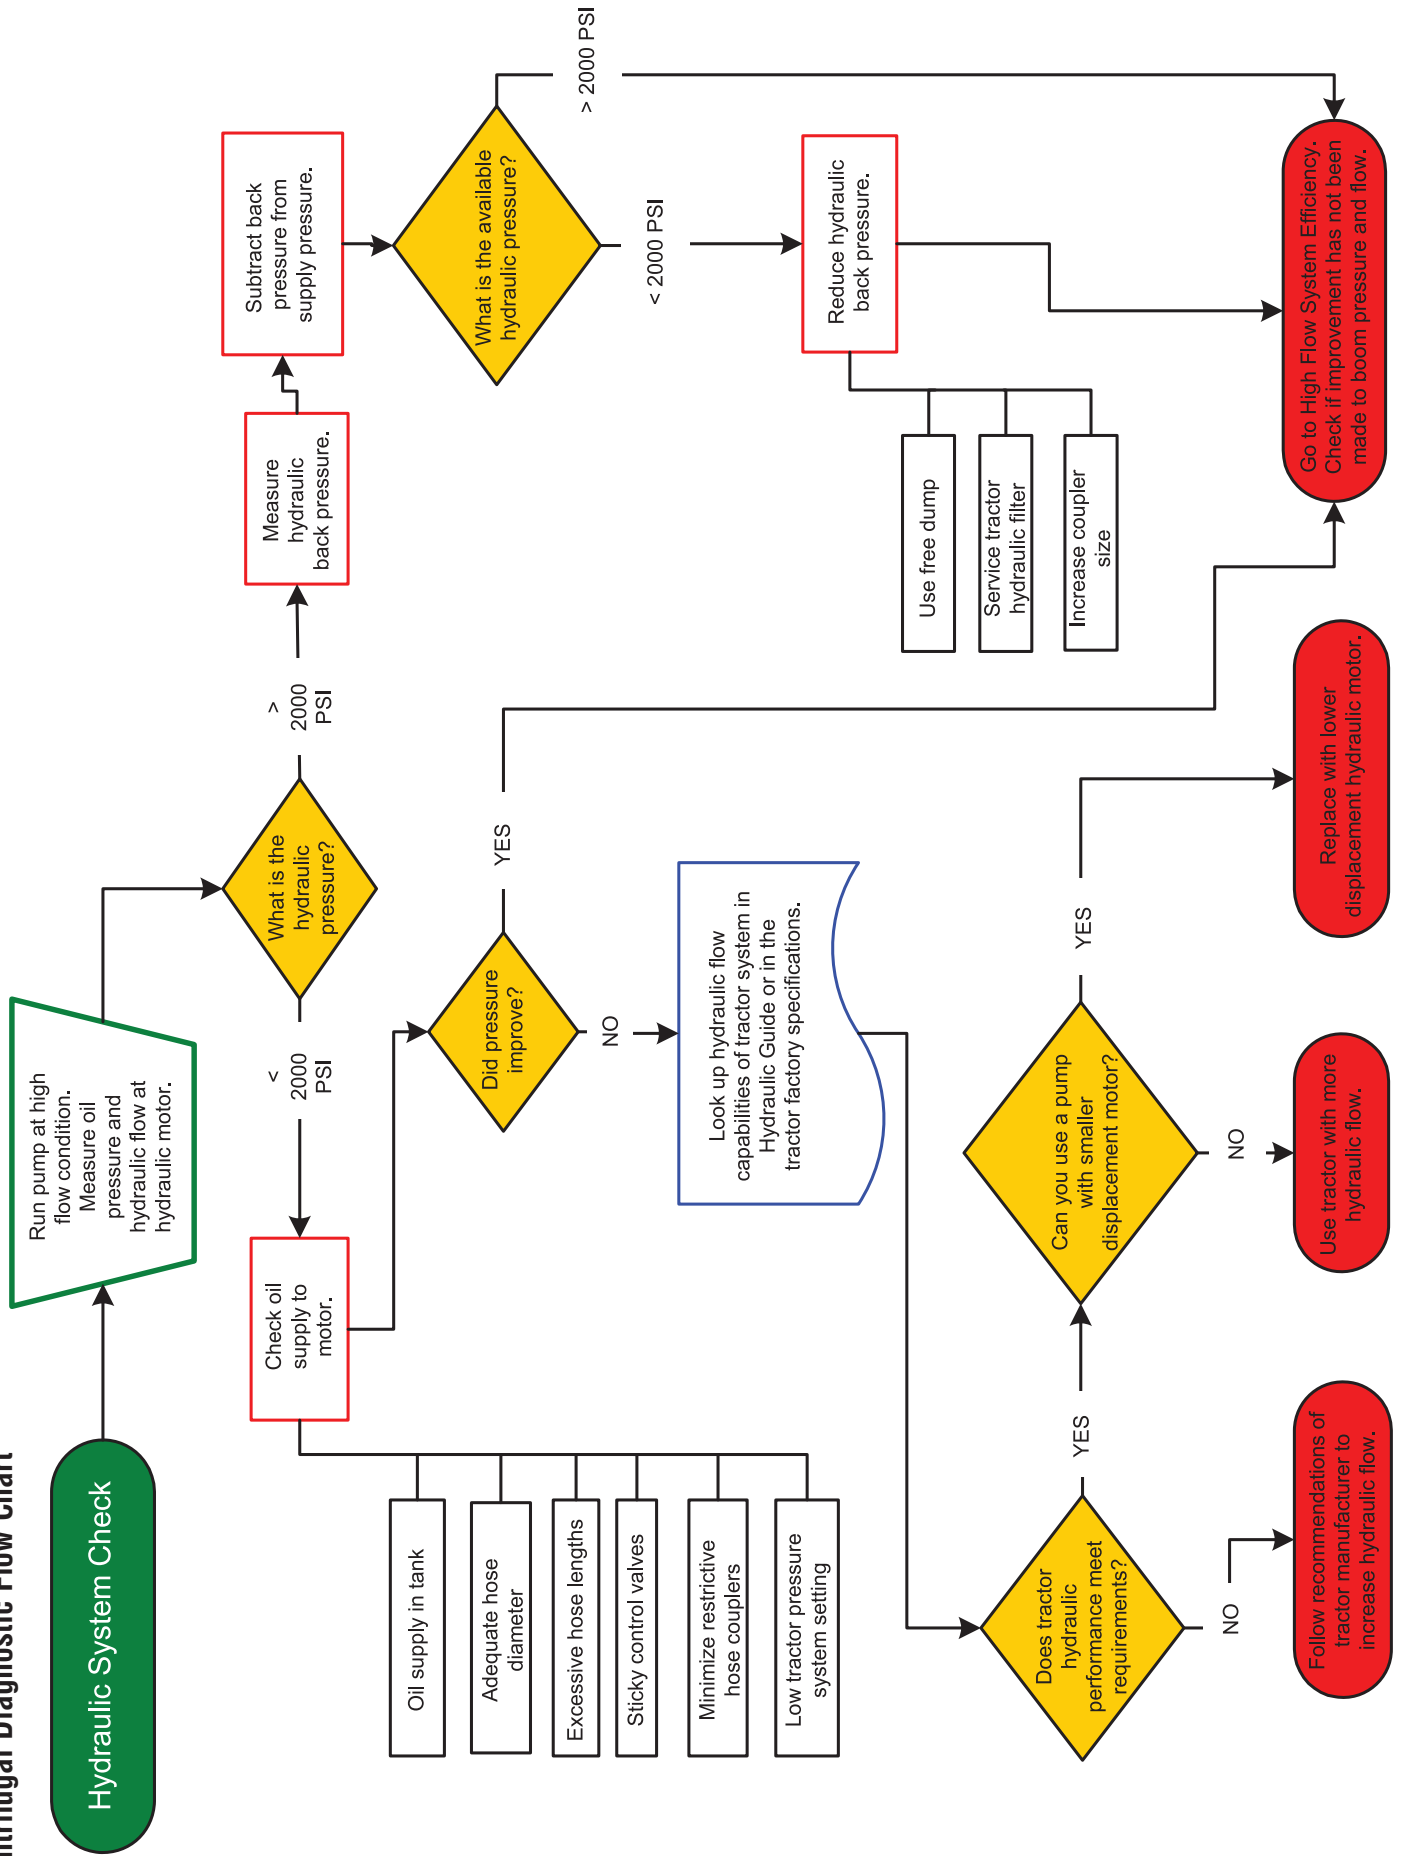 Diagnostic Flow Chart
Hydraulic System Check
Run pump at high
flow condition.
Measure oil
pressure and
hydraulic flow at
hydraulic motor.
What is the
hydraulic
pressure?
<
2000
PSI
>
2000
PSI
Check oil
supply to
motor.
Measure
hydraulic
back pressure.
Subtract back
pressure from
supply pressure.
Oil supply in tank
Adequate hose
diameter
Excessive hose lengths
Sticky control valves
Minimize restrictive
hose couplers
Low tractor pressure
system setting
Did pressure
improve?
YES
NO
What is the available
hydraulic pressure?
> 2000 PSI
< 2000 PSI
Look up hydraulic flow
capabilities of tractor system in
Hydraulic Guide or in the
tractor factory specifications.
Reduce hydraulic
back pressure.
Use free dump
Service tractor
hydraulic filter
Increase coupler
size
Does tractor
hydraulic
performance meet
requirements?
YES
NO
Can you use a pump
with smaller
displacement motor?
YES
NO
Follow recommendations of
tractor manufacturer to
increase hydraulic flow.
Use tractor with more
hydraulic flow.
Replace with lower
displacement hydraulic motor.
Go to High Flow System Efficiency.
Check if improvement has not been
made to boom pressure and flow.